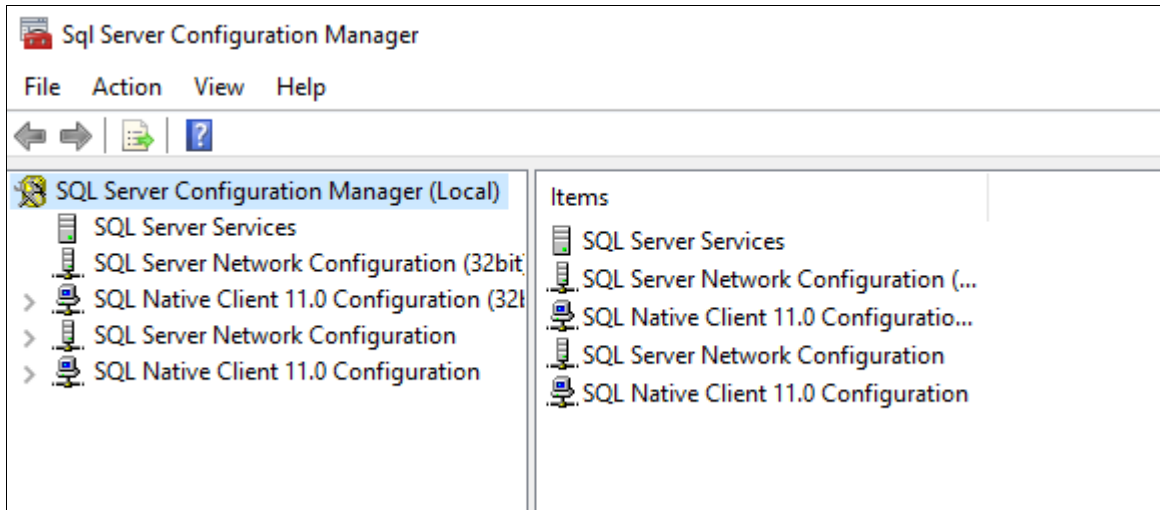 Sql Server Configuration Manager
File Action View Help
SQL Server Configuration Manager (Local)
SQL Server Services
SQL Server Network Configuration (32bit
SQL Native Client 11.0 Configuration (32
SQL Server Network Configuration
SQL Native Client 11.0 Configuration
Items
SQL Server Services
SQL Server Network Configuration (...
SQL Native Client 11.0 Configuratio...
SQL Server Network Configuration
SQL Native Client 11.0 Configuration